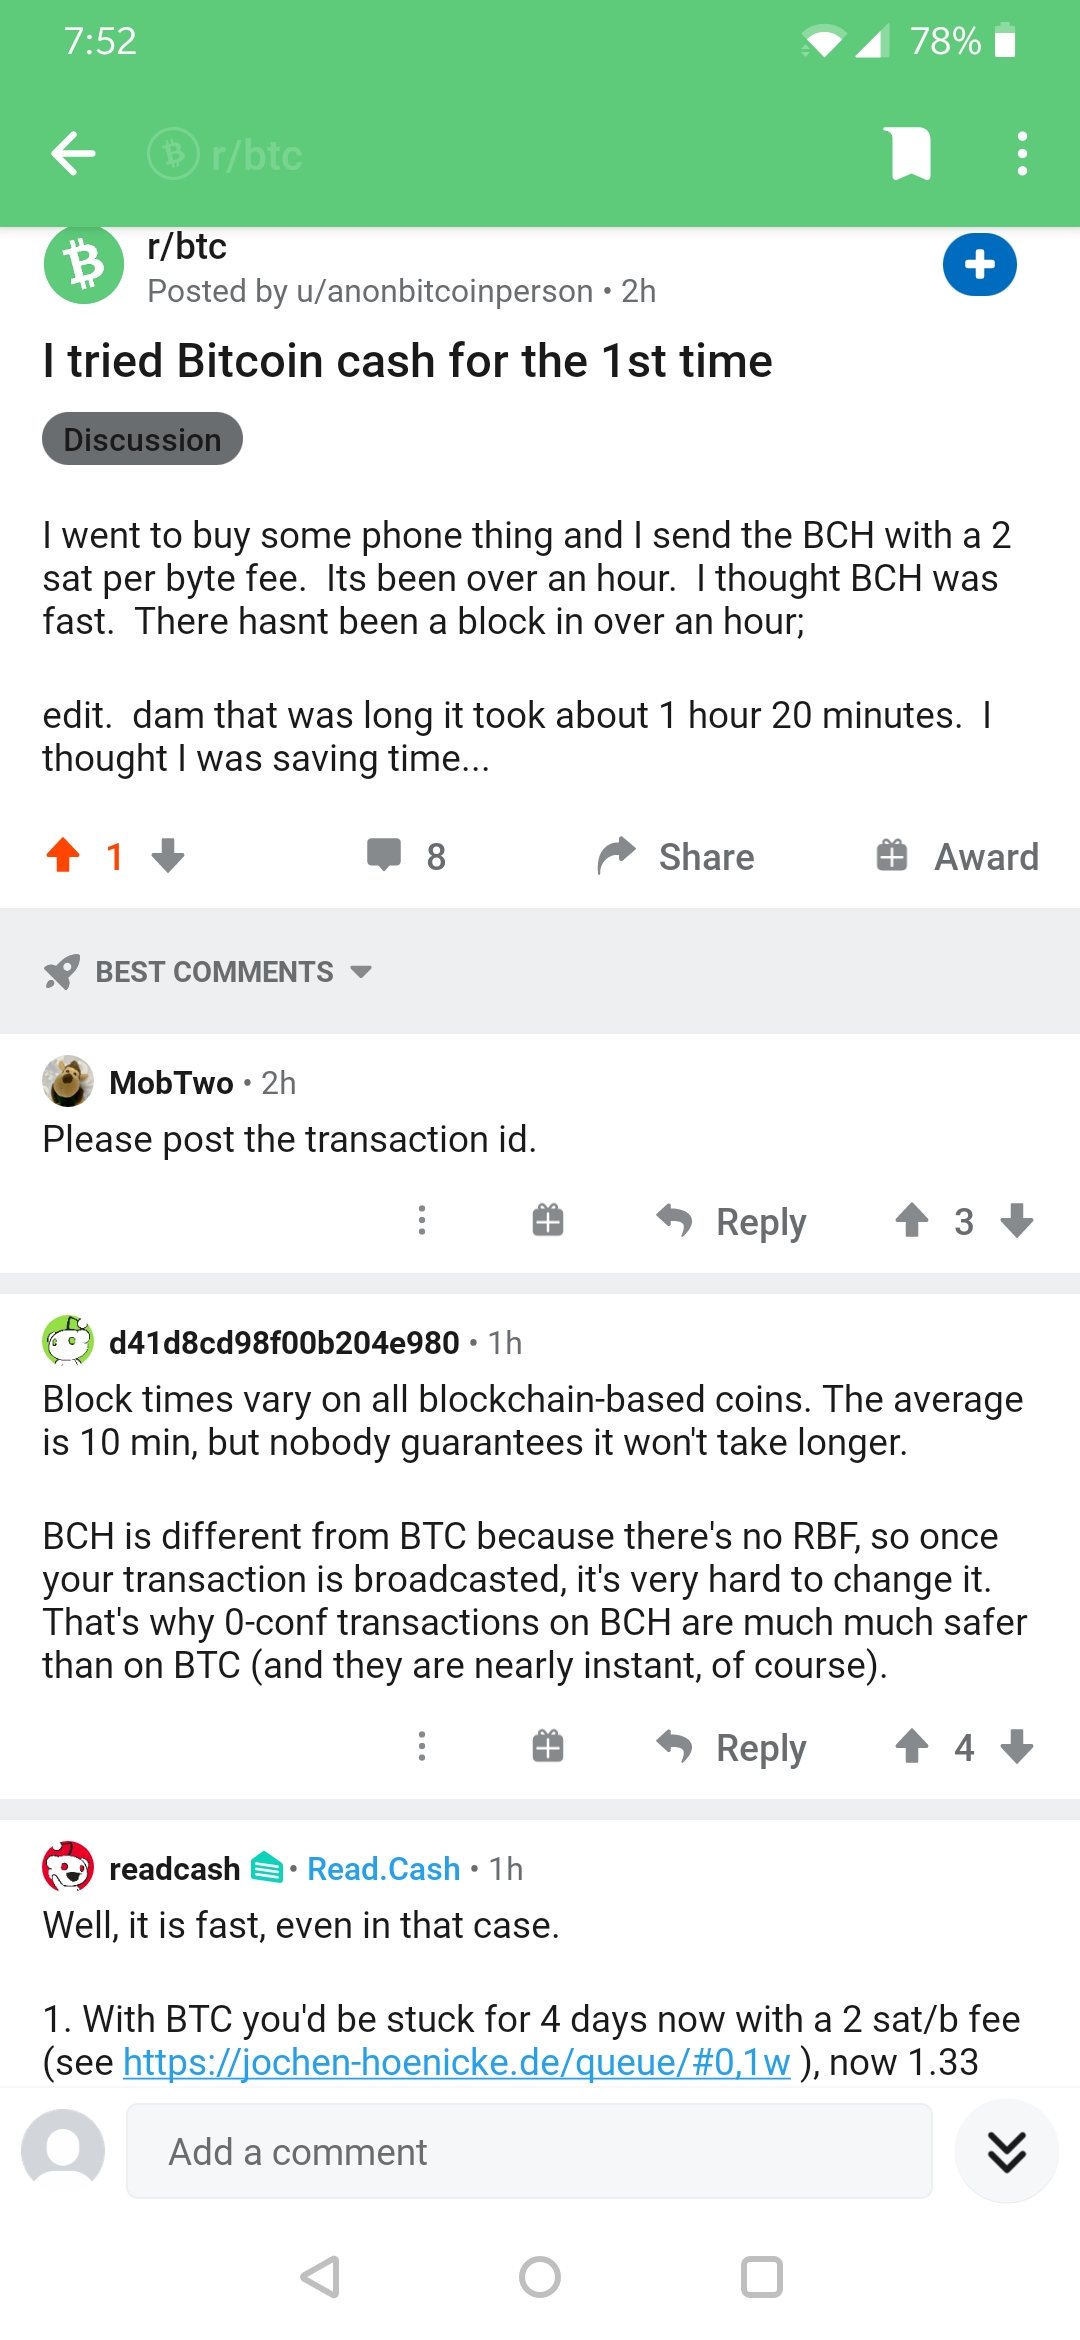 7:52
78%
r/btc
r/btc
Posted by u/anonbitcoinperson • 2h
I tried Bitcoin cash for the 1st time
Discussion
I went to buy some phone thing and I send the BCH with a 2
sat per byte fee.  Its been over an hour.  I thought BCH was
fast.  There hasnt been a block in over an hour;
edit.  dam that was long it took about 1 hour 20 minutes.  I
thought I was saving time...
1
8
Share
Award
BEST COMMENTS
MobTwo • 2h
Please post the transaction id.
Reply
3
d41d8cd98f00b204e980 • 1h
Block times vary on all blockchain-based coins. The average
is 10 min, but nobody guarantees it won't take longer.
BCH is different from BTC because there's no RBF, so once
your transaction is broadcasted, it's very hard to change it.
That's why 0-conf transactions on BCH are much much safer
than on BTC (and they are nearly instant, of course).
Reply
4
readcash • Read.Cash • 1h
Well, it is fast, even in that case.
1. With BTC you'd be stuck for 4 days now with a 2 sat/b fee
(see https://jochen-hoenicke.de/queue/#0,1w ), now 1.33
Add a comment